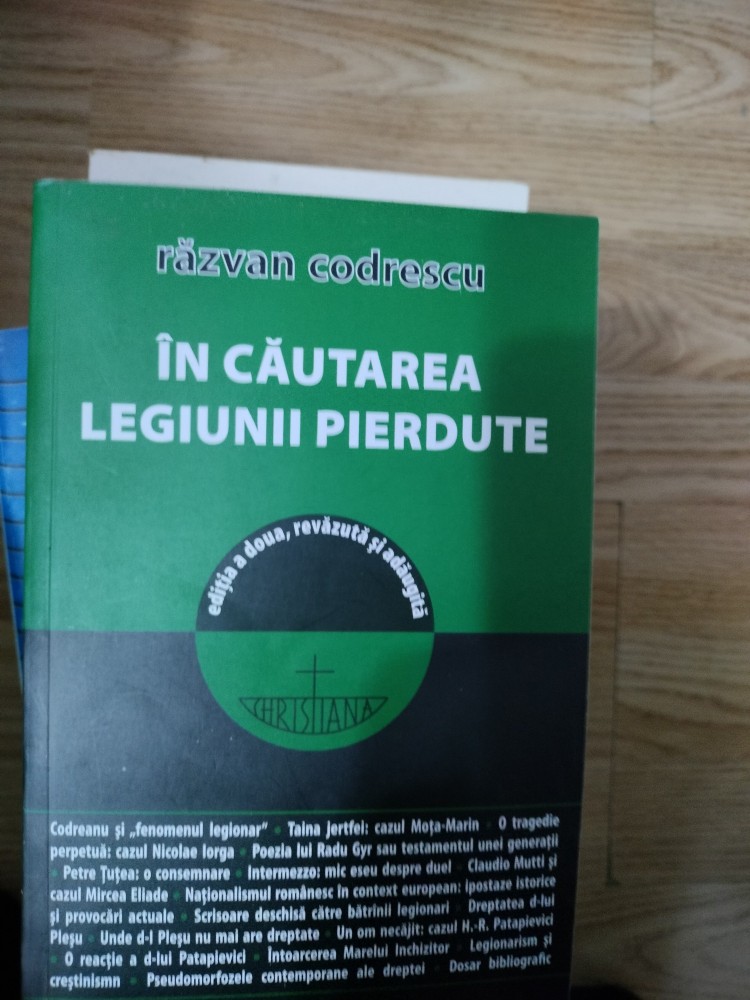 răzvan codrescu
ÎN CĂUTAREA
LEGIUNII PIERDUTE
ediția a doua, revăzută și adăugită
CHRISTIANA
Codreanu și „fenomenul legionar” • Taina jertfei: cazul Moța-Marin • O tragedie
perpetuă: cazul Nicolae Iorga • Poezia lui Radu Gyr sau testamentul unei generații
• Petre Țuțea: o consemnare • Intermezzo: mic eseu despre duel • Claudio Mutti și
cazul Mircea Eliade • Naționalismul românesc în context european: ipostaze istorice
și provocări actuale • Scrisoare deschisă către bătrînii legionari • Dreptatea d-lui
Pleșu • Unde d-l Pleșu nu mai are dreptate • Un om necăjit: cazul H.-R. Patapievici
• O reacție a d-lui Patapievici • Întoarcerea Marelui Inchizitor • Legionarism și
creștinism • Pseudomorfozele contemporane ale dreptei • Dosar bibliografic